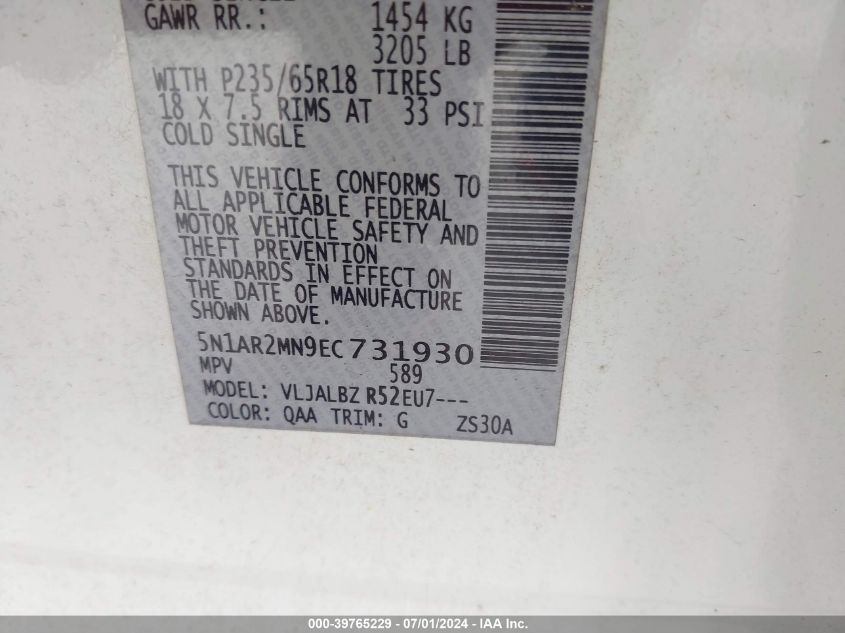 GAWR RR.: 1454 KG
3205 LB
WITH P235/65R18 TIRES
18 X 7.5 RIMS AT 33 PSI
COLD SINGLE
THIS VEHICLE CONFORMS TO
ALL APPLICABLE FEDERAL
MOTOR VEHICLE SAFETY AND
THEFT PREVENTION
STANDARDS IN EFFECT ON
THE DATE OF MANUFACTURE
SHOWN ABOVE.
5N1AR2MN9EC731930
MPV 589
MODEL: VLJALBZ R52EU7---
COLOR: QAA TRIM: G ZS30A
000-39765229 - 07/01/2024 - IAA Inc.